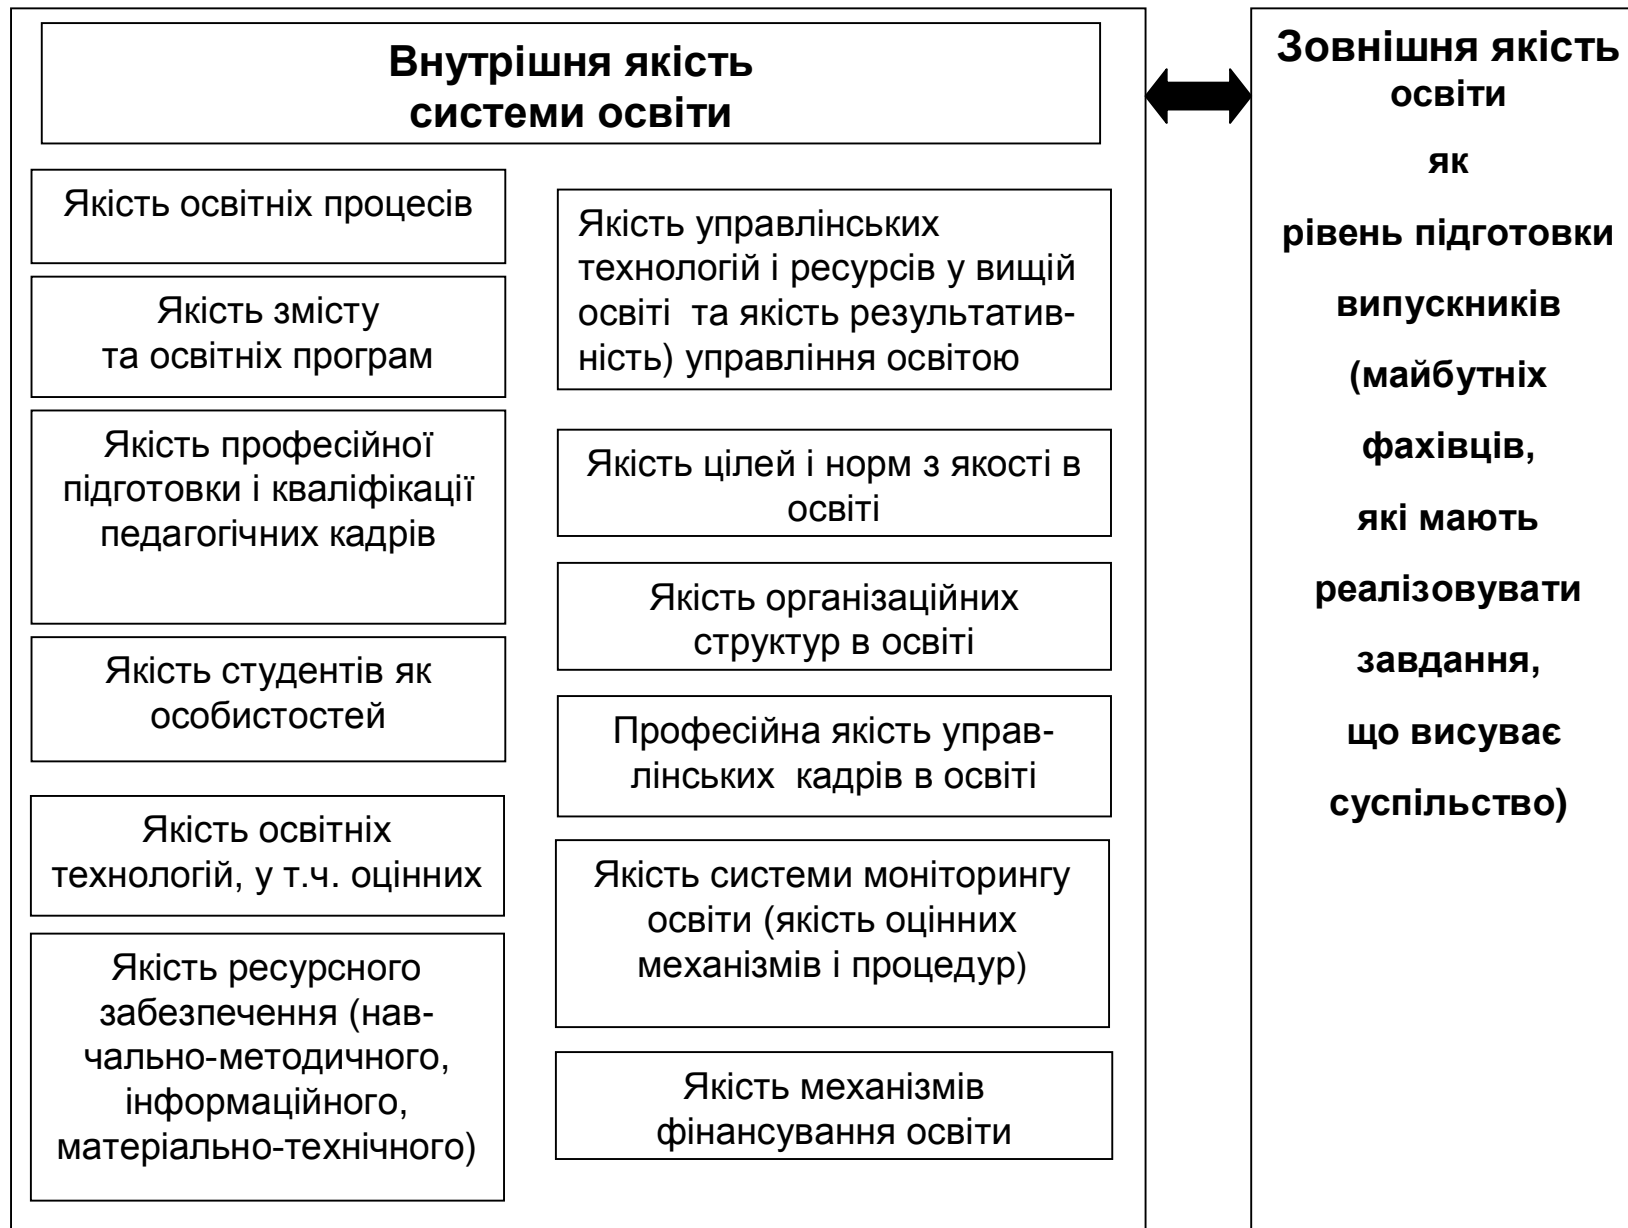 Внутрішня якість
системи освіти
Якість освітніх процесів
Якість змісту
та освітніх програм
Якість професійної
підготовки і кваліфікації
педагогічних кадрів
Якість студентів як
особистостей
Якість освітніх
технологій, у т.ч. оцінних
Якість ресурсного
забезпечення (нав-
чально-методичного,
інформаційного,
матеріально-технічного)
Якість управлінських
технологій і ресурсів у вищій
освіті  та якість результатив-
ність) управління освітою
Якість цілей і норм з якості в
освіті
Якість організаційних
структур в освіті
Професійна якість управ-
лінських  кадрів в освіті
Якість системи моніторингу
освіти (якість оцінних
механізмів і процедур)
Якість механізмів
фінансування освіти
Зовнішня якість
освіти
як
рівень підготовки
випускників
(майбутніх
фахівців,
які мають
реалізовувати
завдання,
що висуває
суспільство)